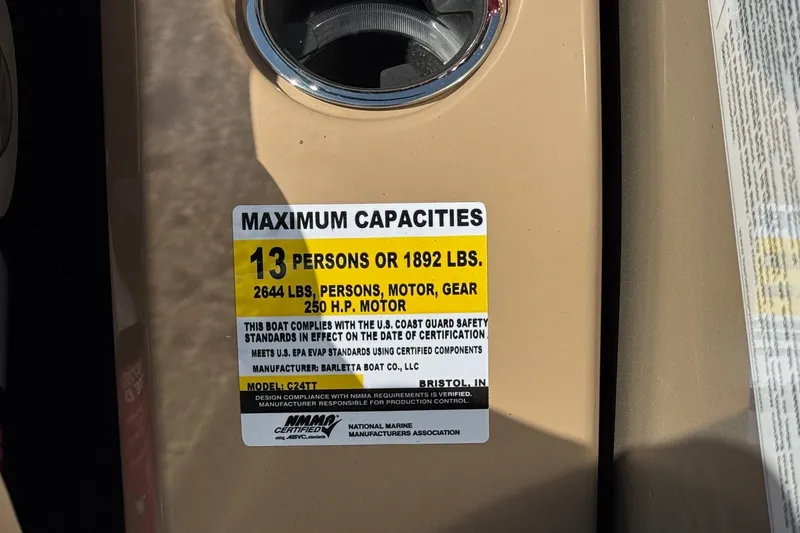 MAXIMUM CAPACITIES
13 PERSONS OR 1892 LBS.
2644 LBS, PERSONS, MOTOR, GEAR
250 H.P. MOTOR
THIS BOAT COMPLIES WITH THE U.S. COAST GUARD SAFETY
STANDARDS IN EFFECT ON THE DATE OF CERTIFICATION
MEETS U.S. EPA EVAP STANDARDS USING CERTIFIED COMPONENTS
MANUFACTURER: BARLETTA BOAT CO., LLC
MODEL: C24TT BRISTOL, IN
DESIGN COMPLIANCE WITH NMMA REQUIREMENTS IS VERIFIED.
MANUFACTURER RESPONSIBLE FOR PRODUCTION CONTROL.
NMMA
CERTIFIED
using ABYC standards
NATIONAL MARINE
MANUFACTURERS ASSOCIATION